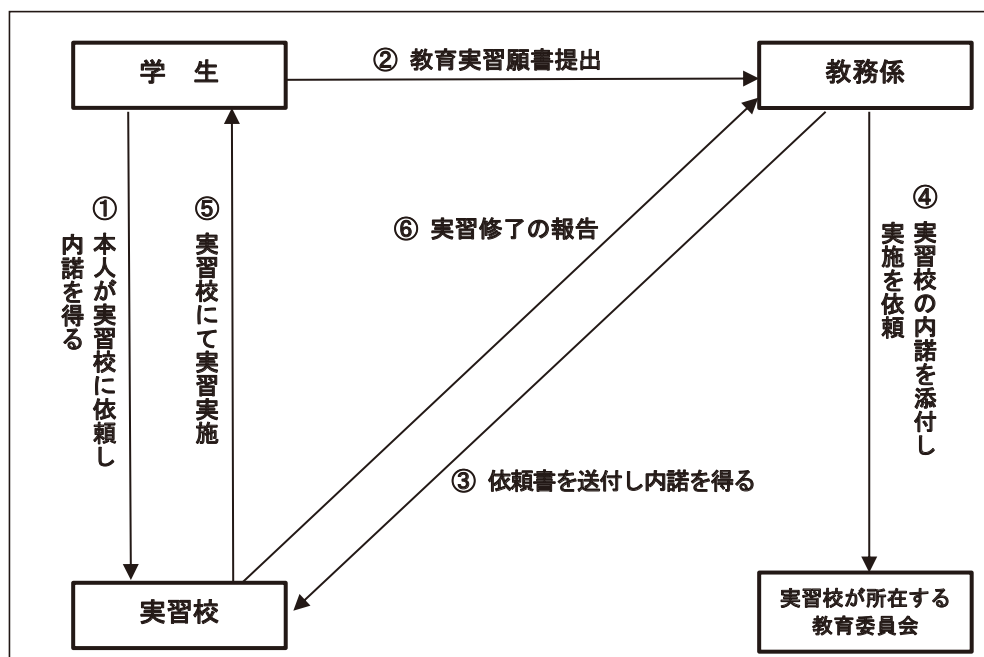 学　生
② 教育実習願書提出
教務係
① 本人が実習校に依頼し
内諾を得る
⑤ 実習校にて実習実施
⑥ 実習修了の報告
④ 実習校の内諾を添付し
実施を依頼
③ 依頼書を送付し内諾を得る
実習校
実習校が所在する
教育委員会